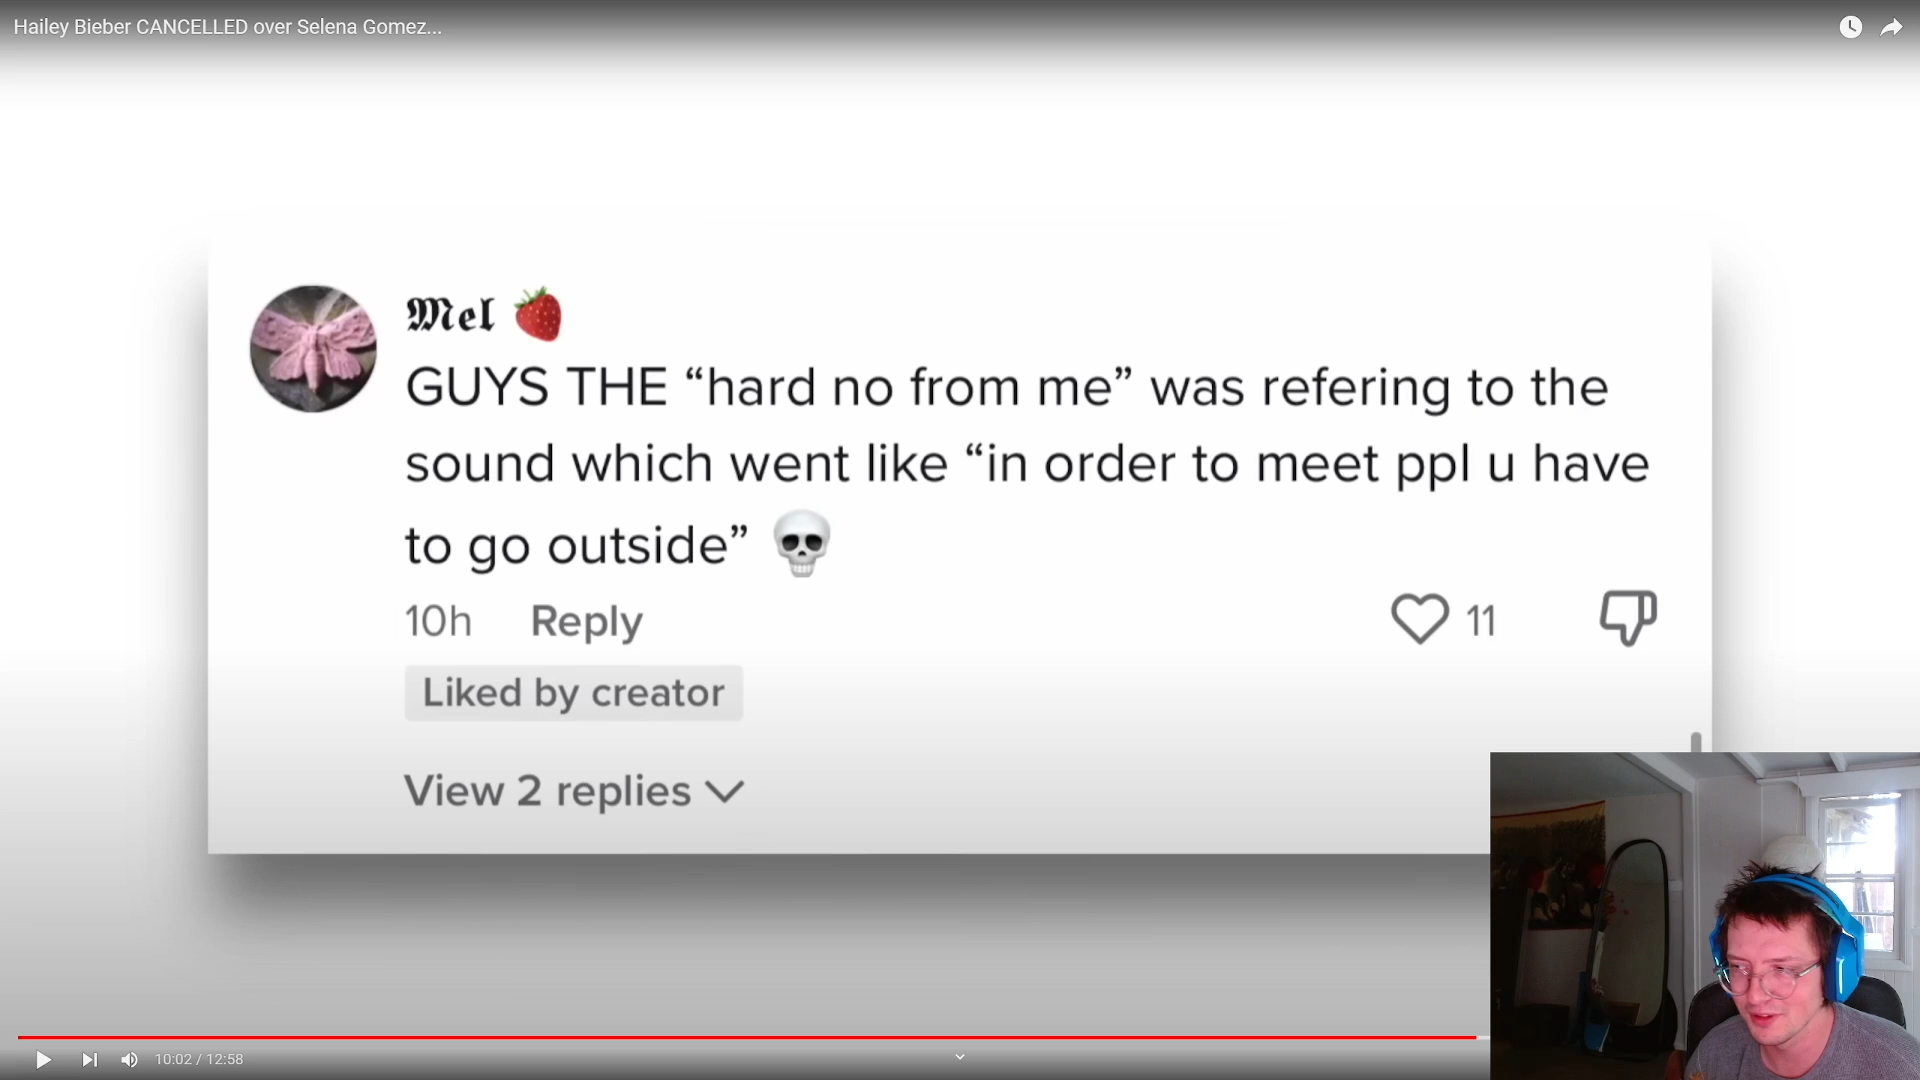 Hailey Bieber CANCELLED over Selena Gomez...
𝕸𝖊𝖑 🍓
GUYS THE “hard no from me” was refering to the
sound which went like “in order to meet ppl u have
to go outside” 💀
10h Reply 11
Liked by creator
View 2 replies
10:02 / 12:58